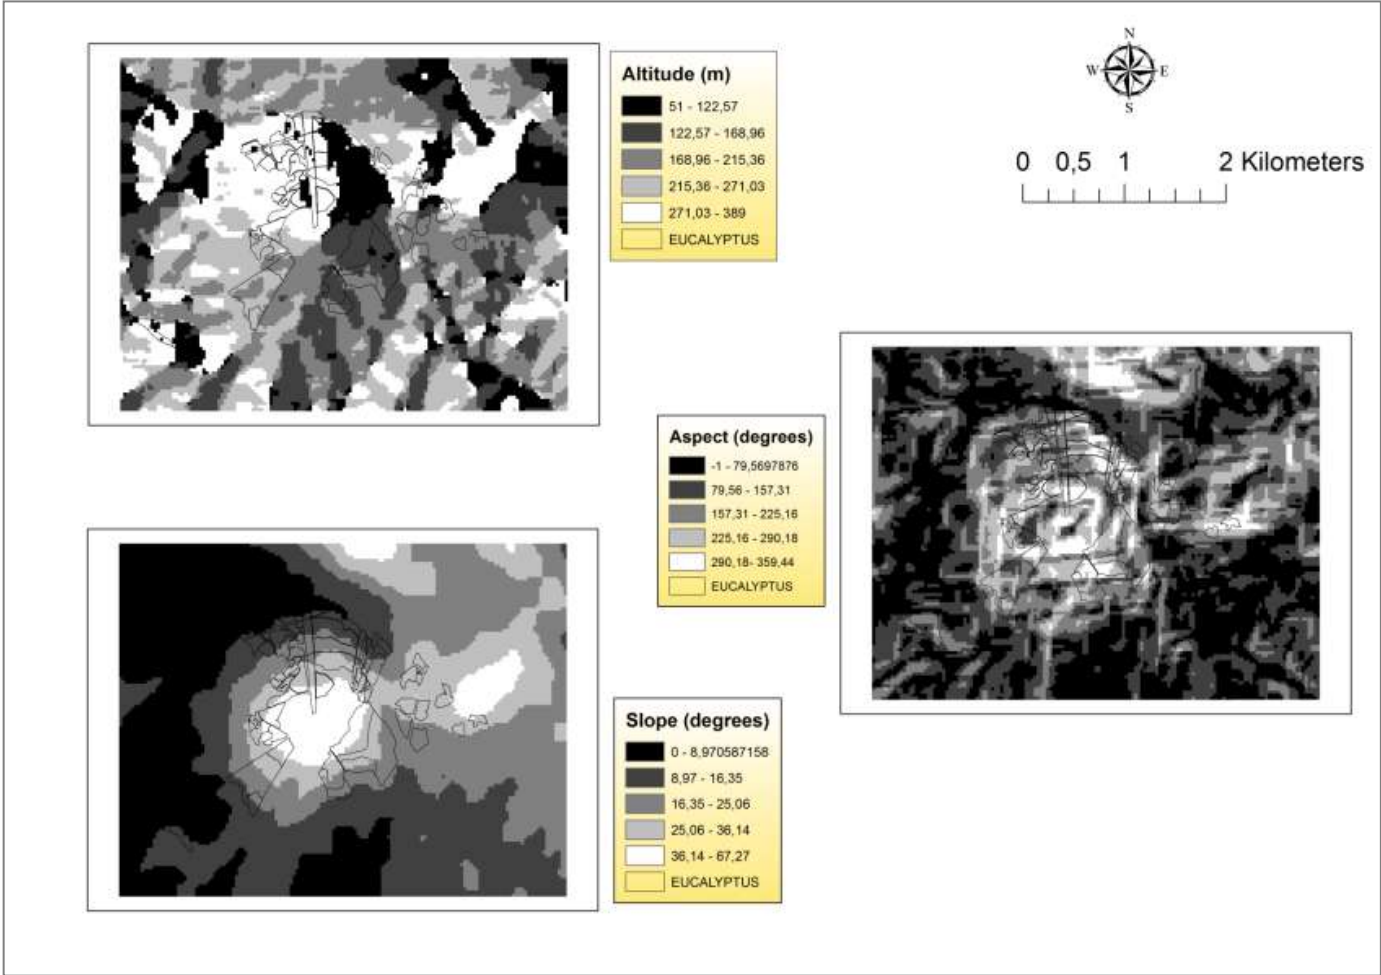 Altitude (m)
51 - 122,57
122,57 - 168,96
168,96 - 215,36
215,36 - 271,03
271,03 - 389
EUCALYPTUS
N
W E
S
0 0,5 1 2 Kilometers
Aspect (degrees)
-1 - 79,5697876
79,56 - 157,31
157,31 - 225,16
225,16 - 290,18
290,18- 359,44
EUCALYPTUS
Slope (degrees)
0 - 8,970587158
8,97 - 16,35
16,35 - 25,06
25,06 - 36,14
36,14 - 67,27
EUCALYPTUS